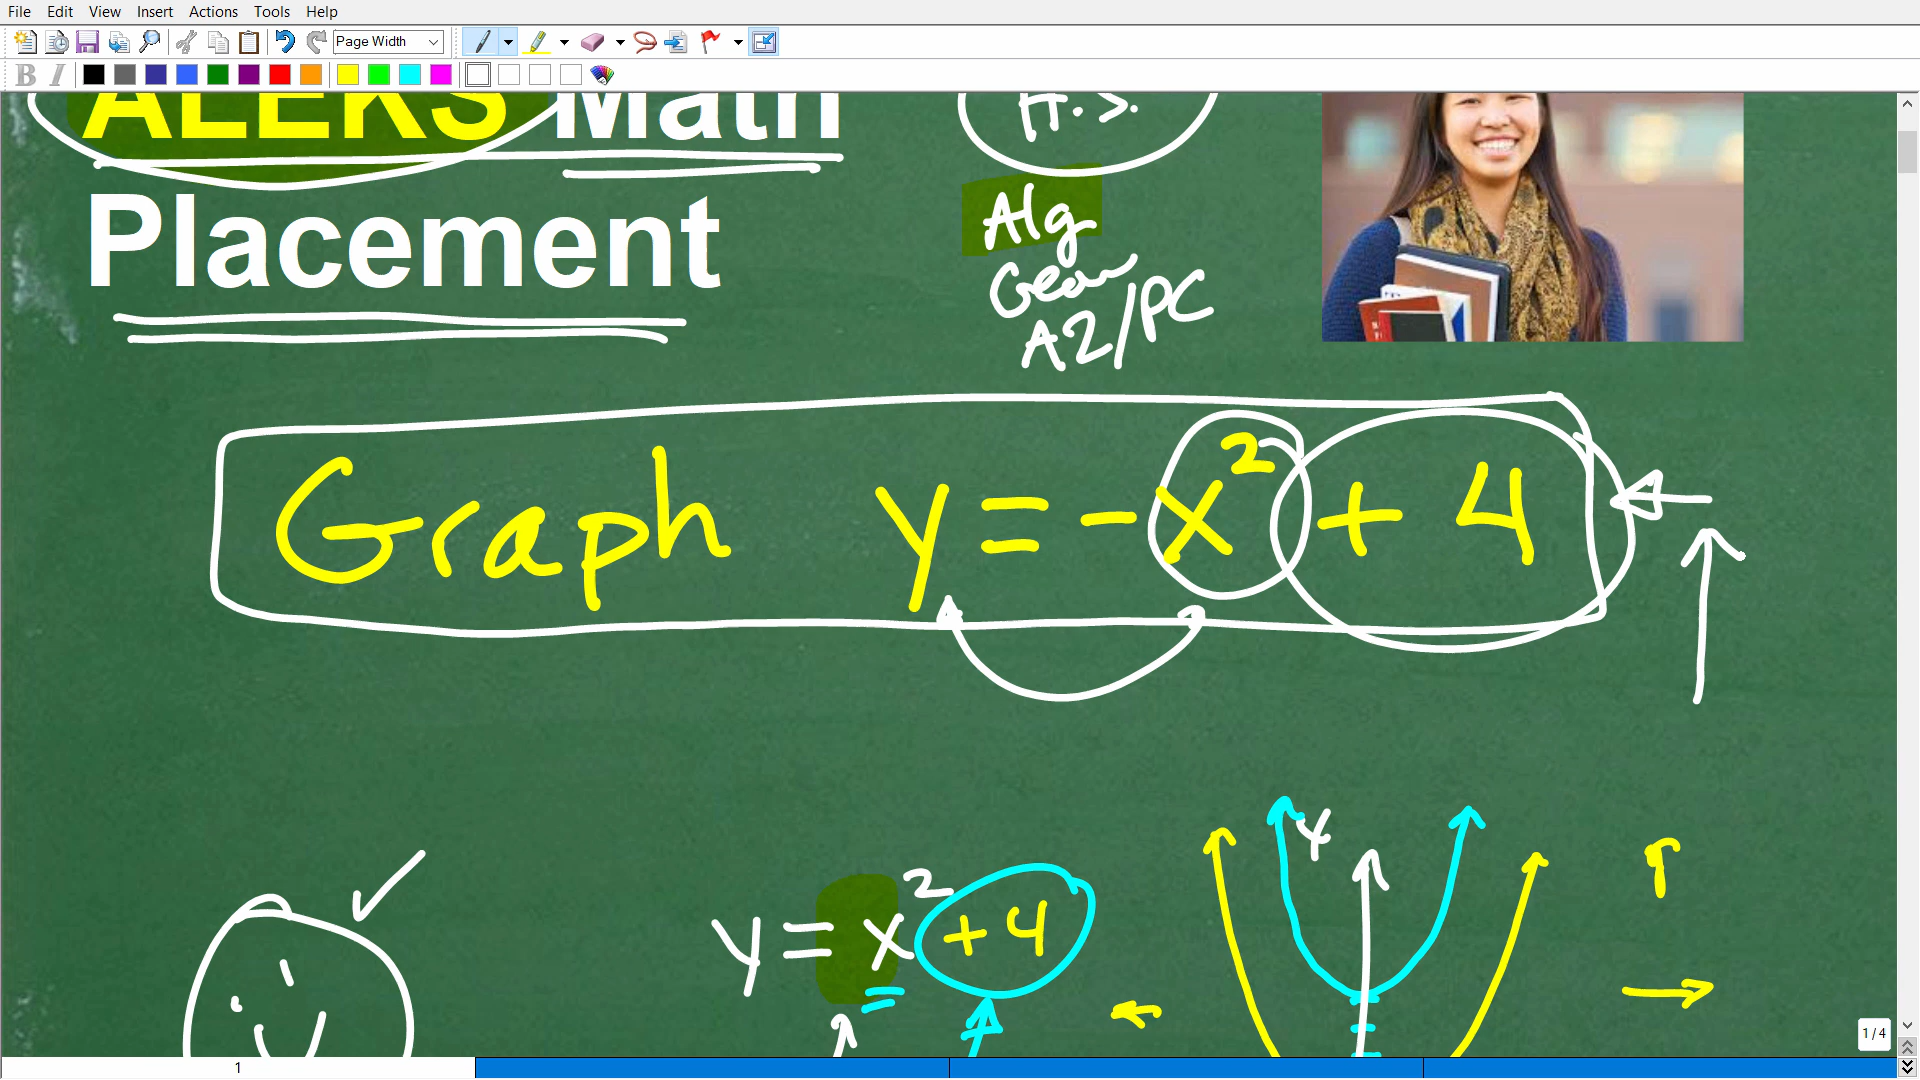 File Edit View Insert Actions Tools Help
Page Width
B I
ALEKS Math
Placement
H.S.
Alg
Geom
A2/PC
Graph y = -x² + 4
4
y = x² + 4
1 / 4
1